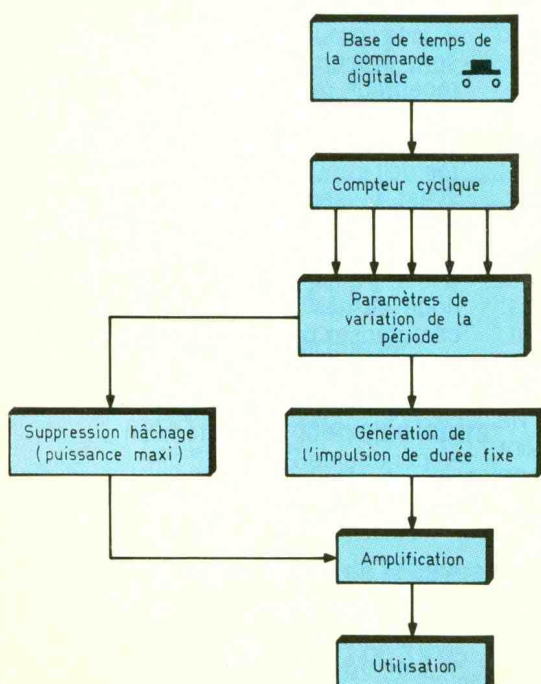 Base de temps de
la commande
digitale
Compteur cyclique
Paramètres de
variation de la
période
Suppression hâchage
(puissance maxi)
Génération de
l'impulsion de durée fixe
Amplification
Utilisation